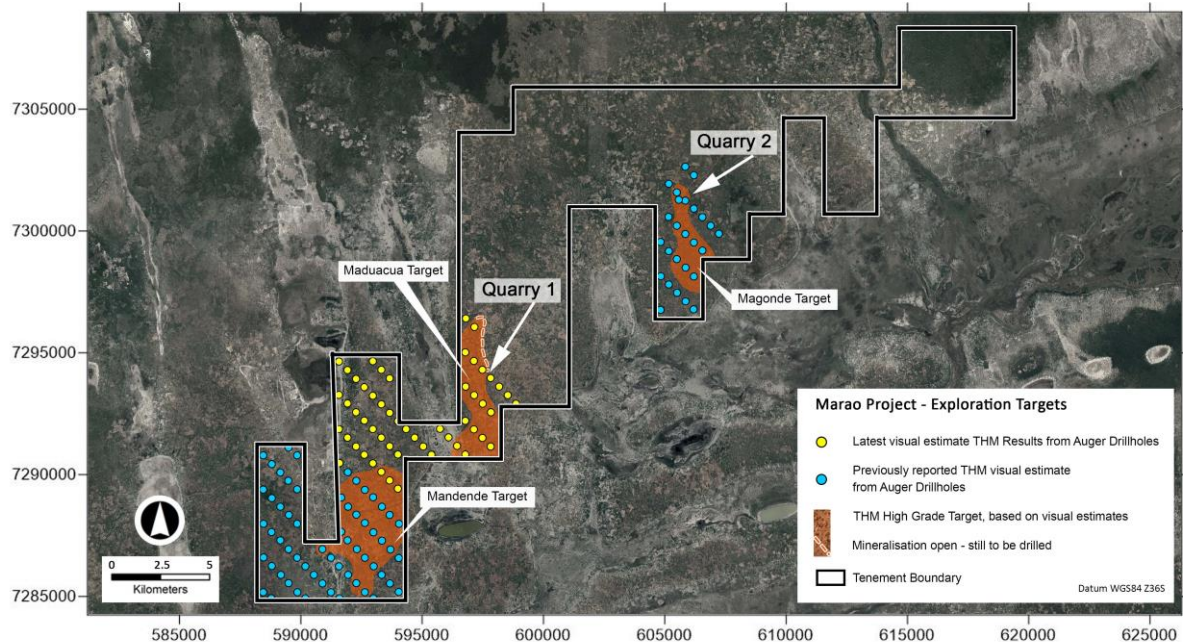 7305000
7300000
7295000
7290000
7285000
Quarry 2
Maduacua Target
Quarry 1
Magonde Target
Mandende Target
0 2.5 5
Kilometers
Marao Project - Exploration Targets
Latest visual estimate THM Results from Auger Drillholes
Previously reported THM visual estimate
from Auger Drillholes
THM High Grade Target, based on visual estimates
Mineralisation open - still to be drilled
Tenement Boundary
Datum WGS84 Z36S
585000 590000 595000 600000 605000 610000 615000 620000 625000